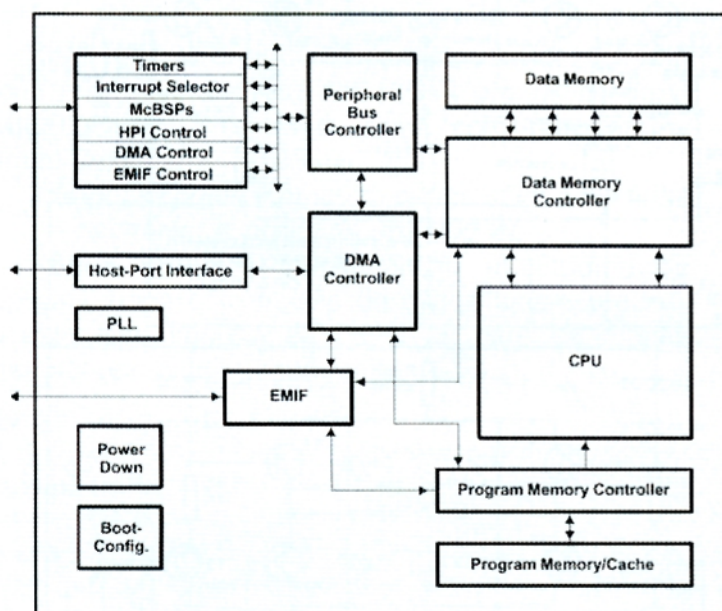 Timers
Interrupt Selector
McBSPs
HPI Control
DMA Control
EMIF Control
Peripheral
Bus
Controller
Data Memory
Data Memory
Controller
Host-Port Interface
DMA
Controller
PLL
CPU
EMIF
Power
Down
Program Memory Controller
Boot-
Config.
Program Memory/Cache